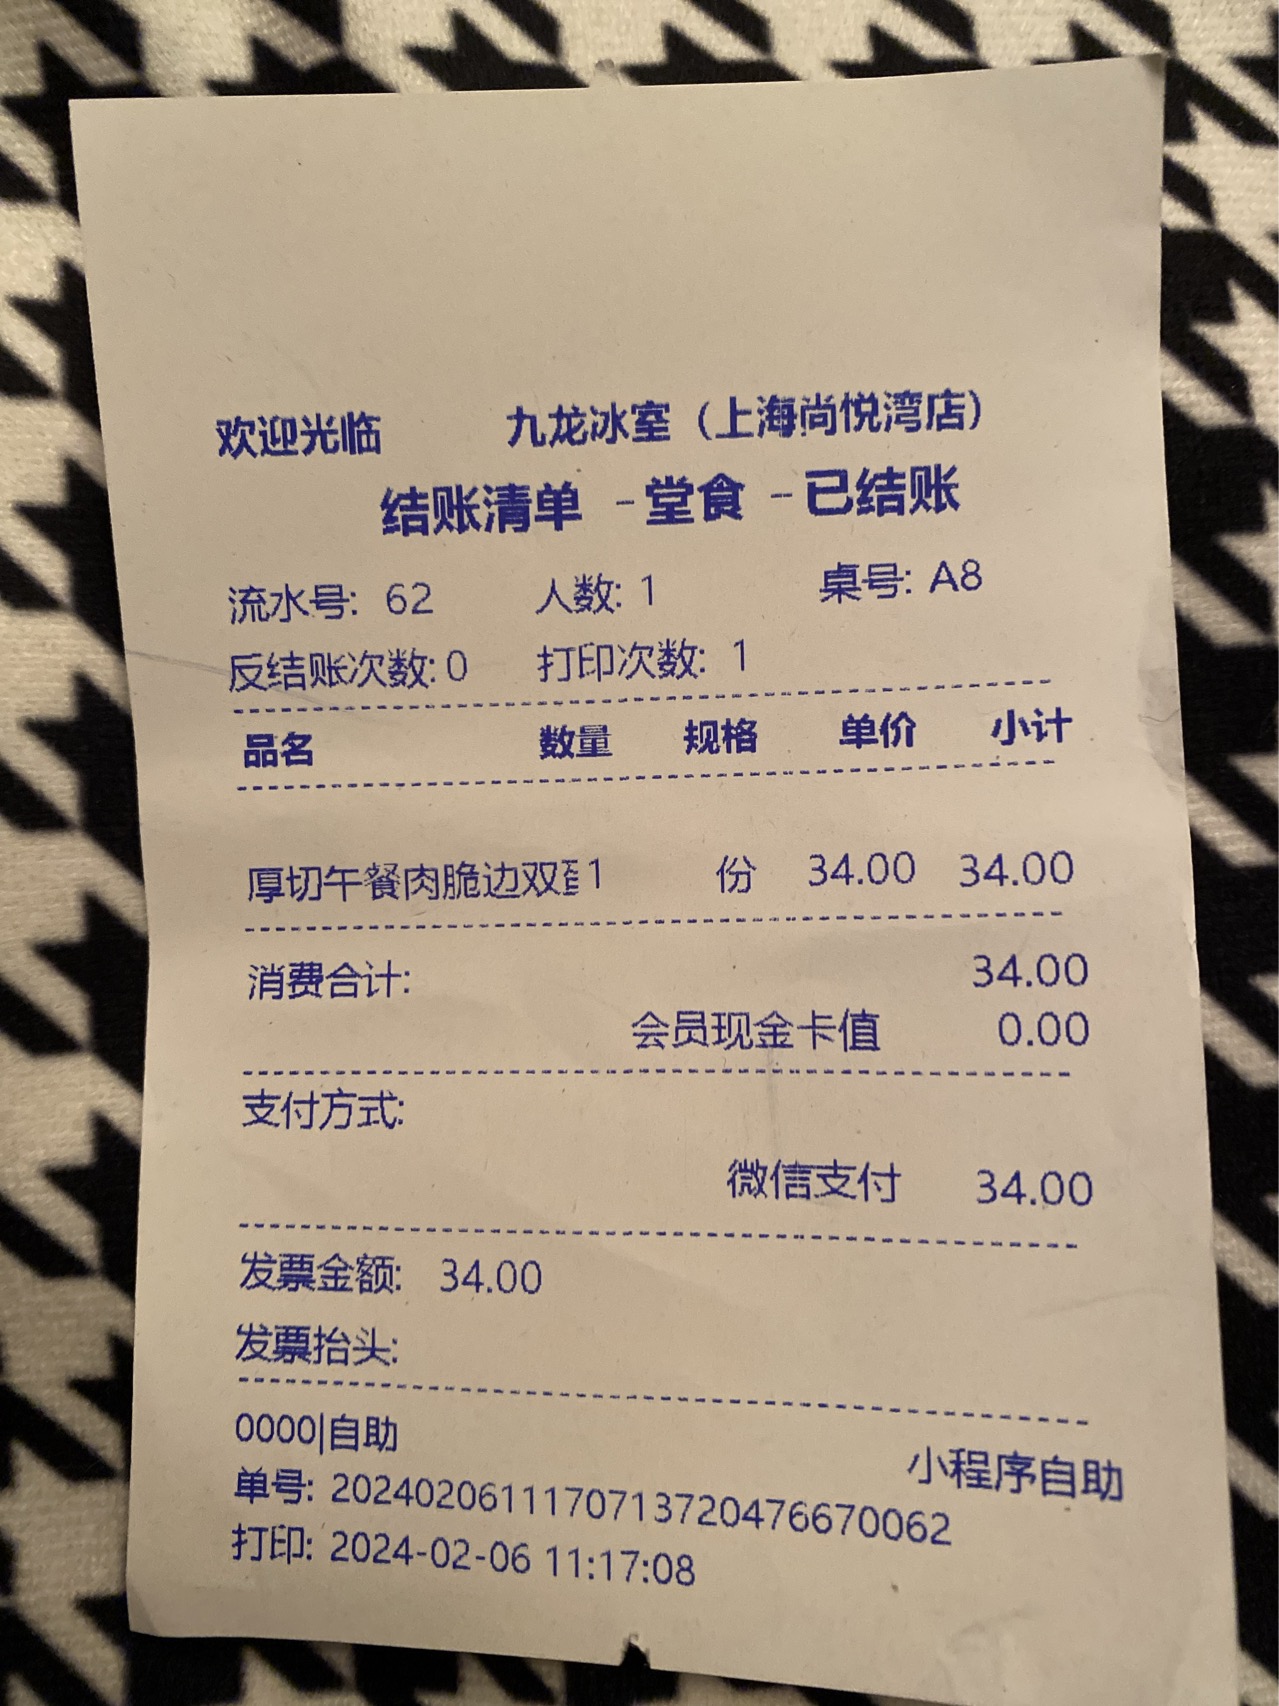 欢迎光临 九龙冰室（上海尚悦湾店）
结账清单 -堂食 -已结账
流水号: 62 人数: 1 桌号: A8
反结账次数: 0 打印次数: 1
品名 数量 规格 单价 小计
厚切午餐肉脆边双 1 份 34.00 34.00
消费合计: 34.00
会员现金卡值 0.00
支付方式:
微信支付 34.00
发票金额: 34.00
发票抬头:
0000|自助 小程序自助
单号: 20240206111707137204766​70062
打印: 2024-02-06 11:17:08